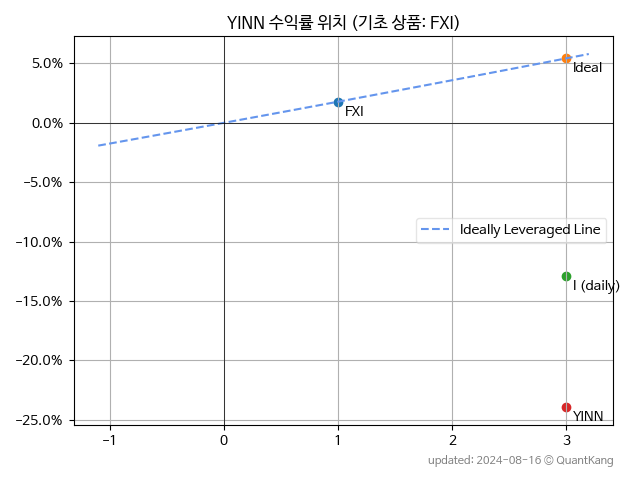 YINN 수익률 위치 (기초 상품: FXI)
5.0%
Ideal
FXI
0.0%
−5.0%
Ideally Leveraged Line
−10.0%
I (daily)
−15.0%
−20.0%
YINN
−25.0%
−1
0
1
2
3
updated: 2024-08-16 © QuantKang